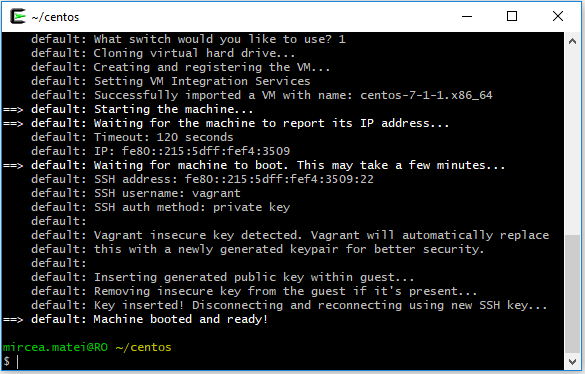 ~/centos
default: What switch would you like to use? 1
default: Cloning virtual hard drive...
default: Creating and registering the VM...
default: Setting VM Integration Services
default: Successfully imported a VM with name: centos-7-1-1.x86_64
==> default: Starting the machine...
==> default: Waiting for the machine to report its IP address...
default: Timeout: 120 seconds
default: IP: fe80::215:5dff:fef4:3509
==> default: Waiting for machine to boot. This may take a few minutes...
default: SSH address: fe80::215:5dff:fef4:3509:22
default: SSH username: vagrant
default: SSH auth method: private key
default:
default: Vagrant insecure key detected. Vagrant will automatically replace
default: this with a newly generated keypair for better security.
default:
default: Inserting generated public key within guest...
default: Removing insecure key from the guest if it's present...
default: Key inserted! Disconnecting and reconnecting using new SSH key...
==> default: Machine booted and ready!
mircea.matei@RO ~/centos
$